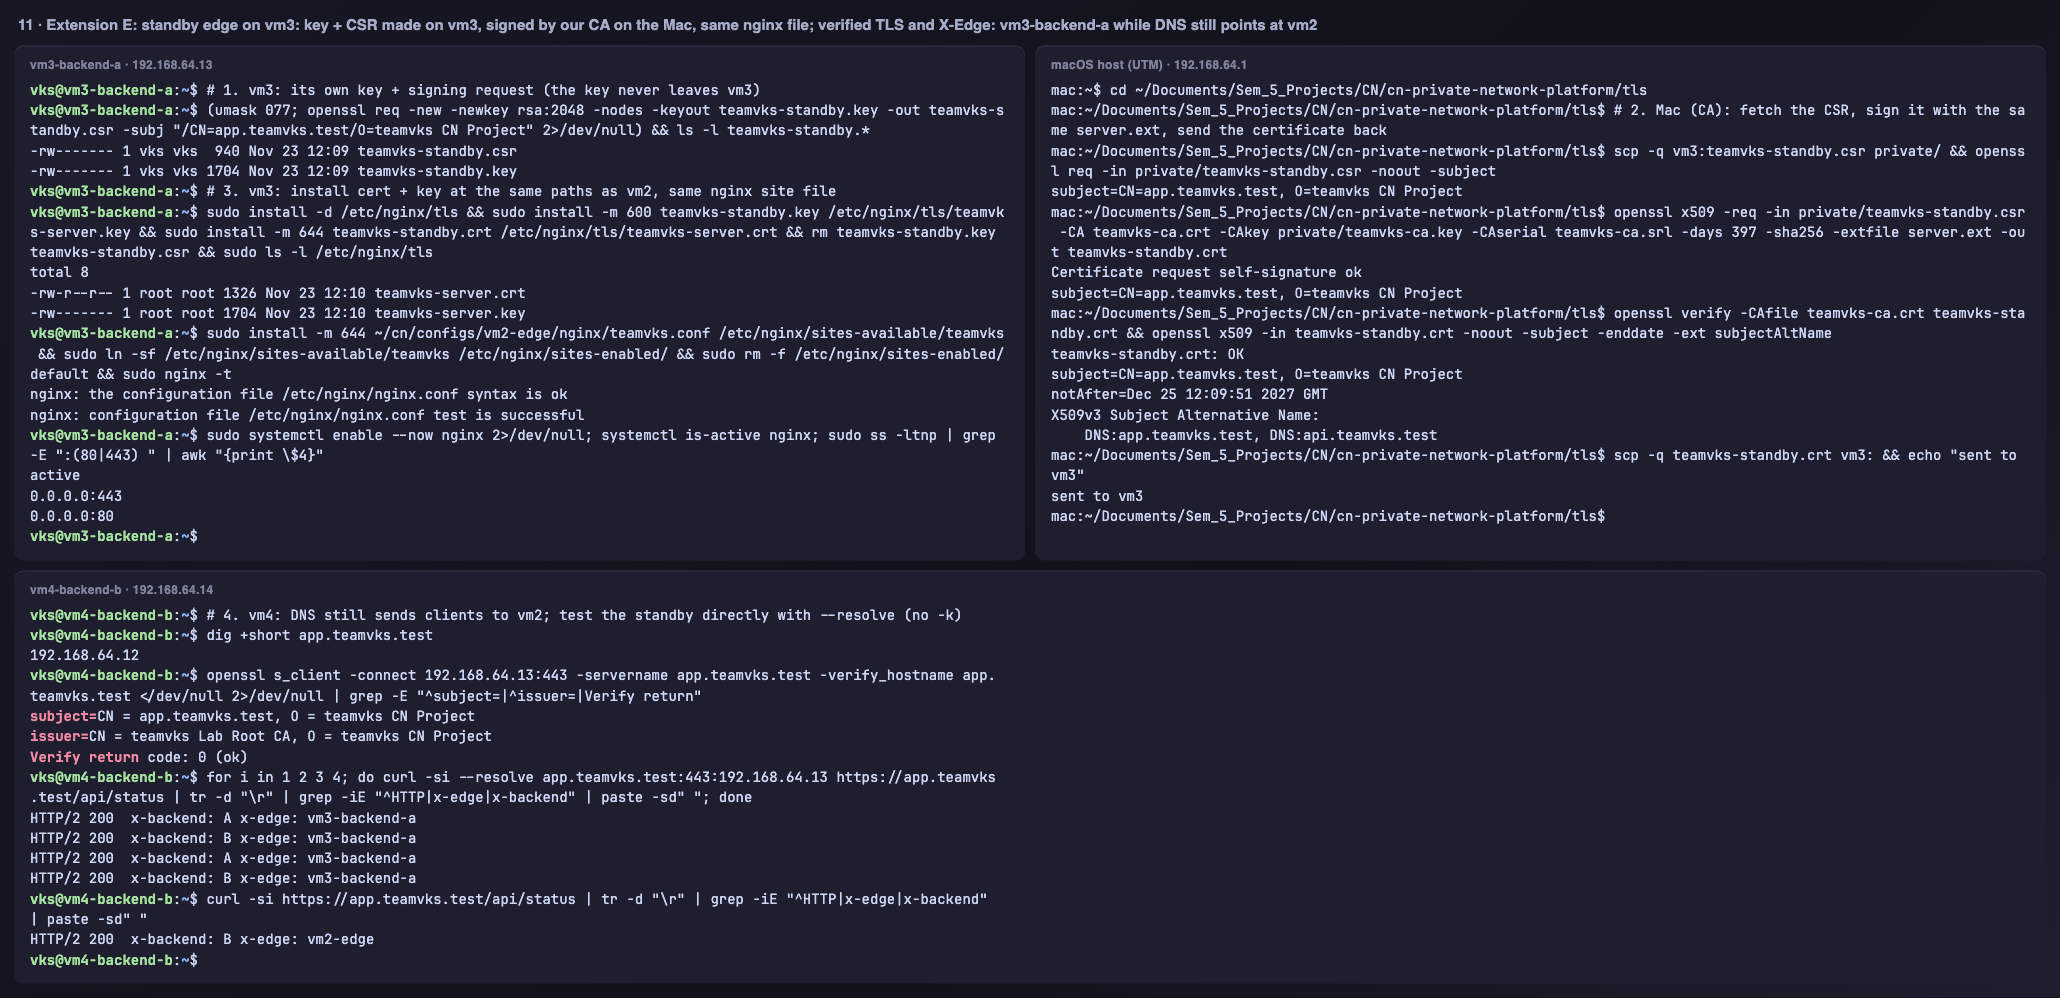 11 · Extension E: standby edge on vm3: key + CSR made on vm3, signed by our CA on the Mac, same nginx file; verified TLS and X-Edge: vm3-backend-a while DNS still points at vm2
vm3-backend-a · 192.168.64.13
vks@vm3-backend-a:~$ # 1. vm3: its own key + signing request (the key never leaves vm3)
vks@vm3-backend-a:~$ (umask 077; openssl req -new -newkey rsa:2048 -nodes -keyout teamvks-standby.key -out teamvks-s
tandby.csr -subj "/CN=app.teamvks.test/O=teamvks CN Project" 2>/dev/null) && ls -l teamvks-standby.*
-rw------- 1 vks vks  940 Nov 23 12:09 teamvks-standby.csr
-rw------- 1 vks vks 1704 Nov 23 12:09 teamvks-standby.key
vks@vm3-backend-a:~$ # 3. vm3: install cert + key at the same paths as vm2, same nginx site file
vks@vm3-backend-a:~$ sudo install -d /etc/nginx/tls && sudo install -m 600 teamvks-standby.key /etc/nginx/tls/teamvk
s-server.key && sudo install -m 644 teamvks-standby.crt /etc/nginx/tls/teamvks-server.crt && rm teamvks-standby.key
teamvks-standby.csr && sudo ls -l /etc/nginx/tls
total 8
-rw-r--r-- 1 root root 1326 Nov 23 12:10 teamvks-server.crt
-rw------- 1 root root 1704 Nov 23 12:10 teamvks-server.key
vks@vm3-backend-a:~$ sudo install -m 644 ~/cn/configs/vm2-edge/nginx/teamvks.conf /etc/nginx/sites-available/teamvks
 && sudo ln -sf /etc/nginx/sites-available/teamvks /etc/nginx/sites-enabled/ && sudo rm -f /etc/nginx/sites-enabled/
default && sudo nginx -t
nginx: the configuration file /etc/nginx/nginx.conf syntax is ok
nginx: configuration file /etc/nginx/nginx.conf test is successful
vks@vm3-backend-a:~$ sudo systemctl enable --now nginx 2>/dev/null; systemctl is-active nginx; sudo ss -ltnp | grep
-E ":(80|443) " | awk "{print \$4}"
active
0.0.0.0:443
0.0.0.0:80
vks@vm3-backend-a:~$
macOS host (UTM) · 192.168.64.1
mac:~$ cd ~/Documents/Sem_5_Projects/CN/cn-private-network-platform/tls
mac:~/Documents/Sem_5_Projects/CN/cn-private-network-platform/tls$ # 2. Mac (CA): fetch the CSR, sign it with the sa
me server.ext, send the certificate back
mac:~/Documents/Sem_5_Projects/CN/cn-private-network-platform/tls$ scp -q vm3:teamvks-standby.csr private/ && openss
l req -in private/teamvks-standby.csr -noout -subject
subject=CN=app.teamvks.test, O=teamvks CN Project
mac:~/Documents/Sem_5_Projects/CN/cn-private-network-platform/tls$ openssl x509 -req -in private/teamvks-standby.csr
 -CA teamvks-ca.crt -CAkey private/teamvks-ca.key -CAserial teamvks-ca.srl -days 397 -sha256 -extfile server.ext -ou
t teamvks-standby.crt
Certificate request self-signature ok
subject=CN=app.teamvks.test, O=teamvks CN Project
mac:~/Documents/Sem_5_Projects/CN/cn-private-network-platform/tls$ openssl verify -CAfile teamvks-ca.crt teamvks-sta
ndby.crt && openssl x509 -in teamvks-standby.crt -noout -subject -enddate -ext subjectAltName
teamvks-standby.crt: OK
subject=CN=app.teamvks.test, O=teamvks CN Project
notAfter=Dec 25 12:09:51 2027 GMT
X509v3 Subject Alternative Name:
    DNS:app.teamvks.test, DNS:api.teamvks.test
mac:~/Documents/Sem_5_Projects/CN/cn-private-network-platform/tls$ scp -q teamvks-standby.crt vm3: && echo "sent to
vm3"
sent to vm3
mac:~/Documents/Sem_5_Projects/CN/cn-private-network-platform/tls$
vm4-backend-b · 192.168.64.14
vks@vm4-backend-b:~$ # 4. vm4: DNS still sends clients to vm2; test the standby directly with --resolve (no -k)
vks@vm4-backend-b:~$ dig +short app.teamvks.test
192.168.64.12
vks@vm4-backend-b:~$ openssl s_client -connect 192.168.64.13:443 -servername app.teamvks.test -verify_hostname app.
teamvks.test </dev/null 2>/dev/null | grep -E "^subject=|^issuer=|Verify return"
subject=CN = app.teamvks.test, O = teamvks CN Project
issuer=CN = teamvks Lab Root CA, O = teamvks CN Project
Verify return code: 0 (ok)
vks@vm4-backend-b:~$ for i in 1 2 3 4; do curl -si --resolve app.teamvks.test:443:192.168.64.13 https://app.teamvks
.test/api/status | tr -d "\r" | grep -iE "^HTTP|x-edge|x-backend" | paste -sd" "; done
HTTP/2 200  x-backend: A x-edge: vm3-backend-a
HTTP/2 200  x-backend: B x-edge: vm3-backend-a
HTTP/2 200  x-backend: A x-edge: vm3-backend-a
HTTP/2 200  x-backend: B x-edge: vm3-backend-a
vks@vm4-backend-b:~$ curl -si https://app.teamvks.test/api/status | tr -d "\r" | grep -iE "^HTTP|x-edge|x-backend"
| paste -sd" "
HTTP/2 200  x-backend: B x-edge: vm2-edge
vks@vm4-backend-b:~$